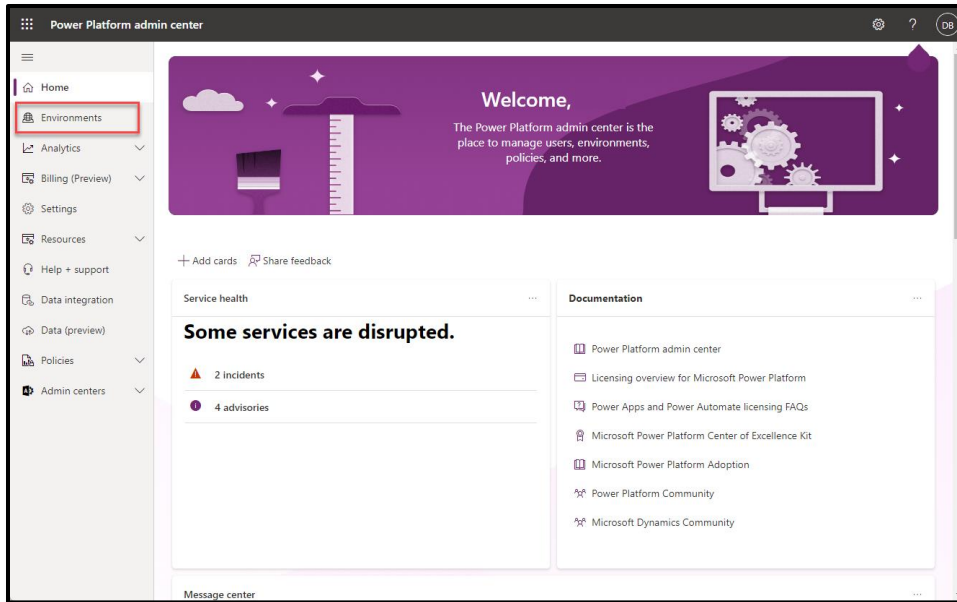 Power Platform admin center
?
DB
Home
Environments
Analytics
Billing (Preview)
Settings
Resources
Help + support
Data integration
Data (preview)
Policies
Admin centers
Welcome,
The Power Platform admin center is the
place to manage users, environments,
policies, and more.
+ Add cards
Share feedback
Service health
...
Some services are disrupted.
2 incidents
4 advisories
Documentation
...
Power Platform admin center
Licensing overview for Microsoft Power Platform
Power Apps and Power Automate licensing FAQs
Microsoft Power Platform Center of Excellence Kit
Microsoft Power Platform Adoption
Power Platform Community
Microsoft Dynamics Community
Message center
...